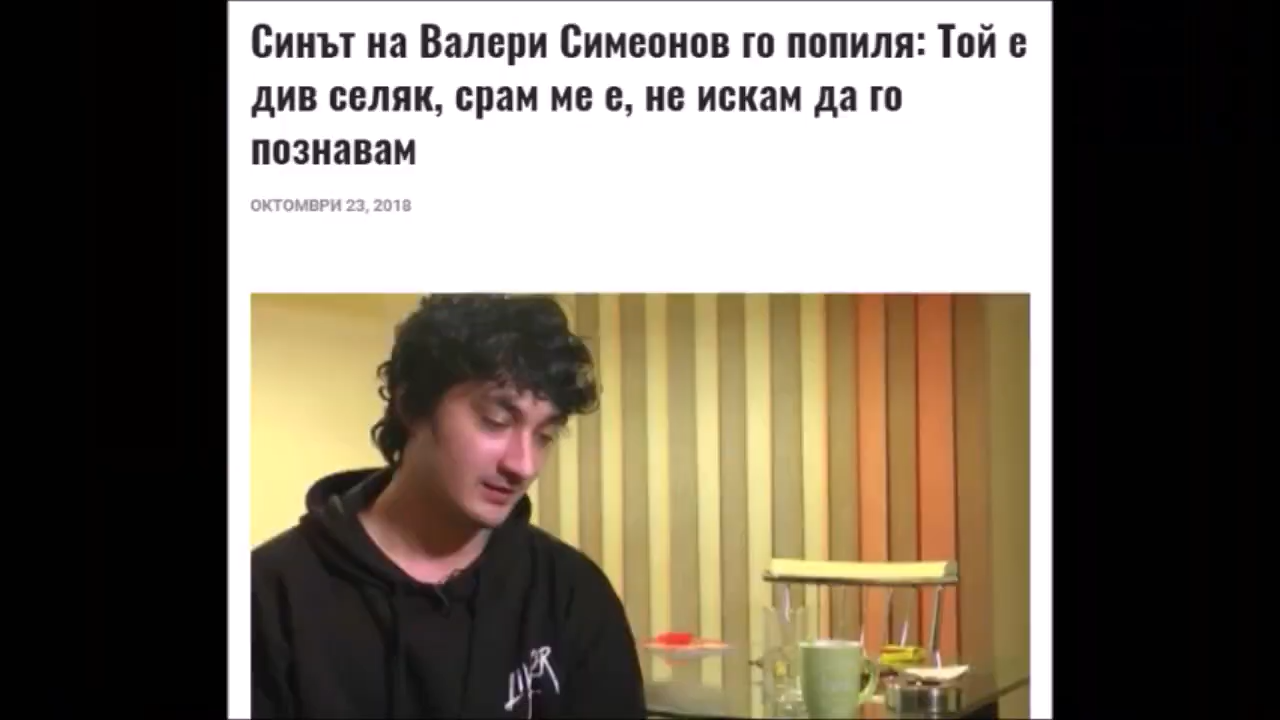 Синът на Валери Симеонов го попиля: Той е
див селяк, срам ме е, не искам да го
познавам
ОКТОМВРИ 23, 2018